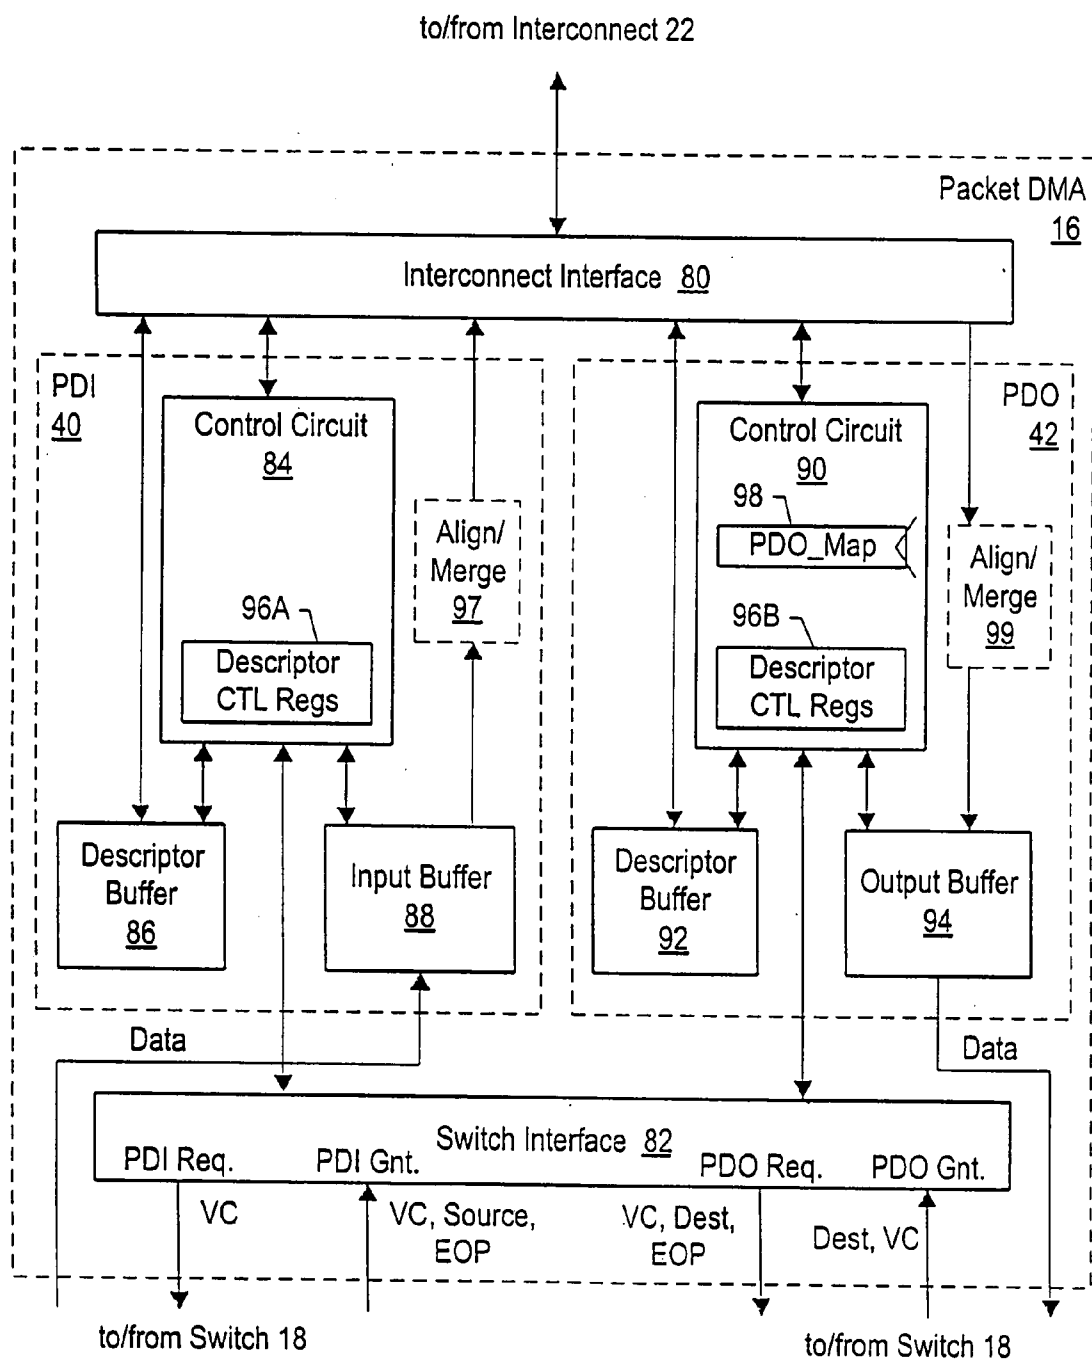 to/from Interconnect 22
Packet DMA
16
Interconnect Interface 80
PDI
40
Control Circuit
84
96A
Descriptor
CTL Regs
Align/
Merge
97
Descriptor
Buffer
86
Input Buffer
88
PDO
42
Control Circuit
90
98
PDO_Map
96B
Descriptor
CTL Regs
Align/
Merge
99
Descriptor
Buffer
92
Output Buffer
94
Data
Data
Switch Interface 82
PDI Req.
PDI Gnt.
PDO Req.
PDO Gnt.
VC
VC, Source,
EOP
VC, Dest,
EOP
Dest, VC
to/from Switch 18
to/from Switch 18